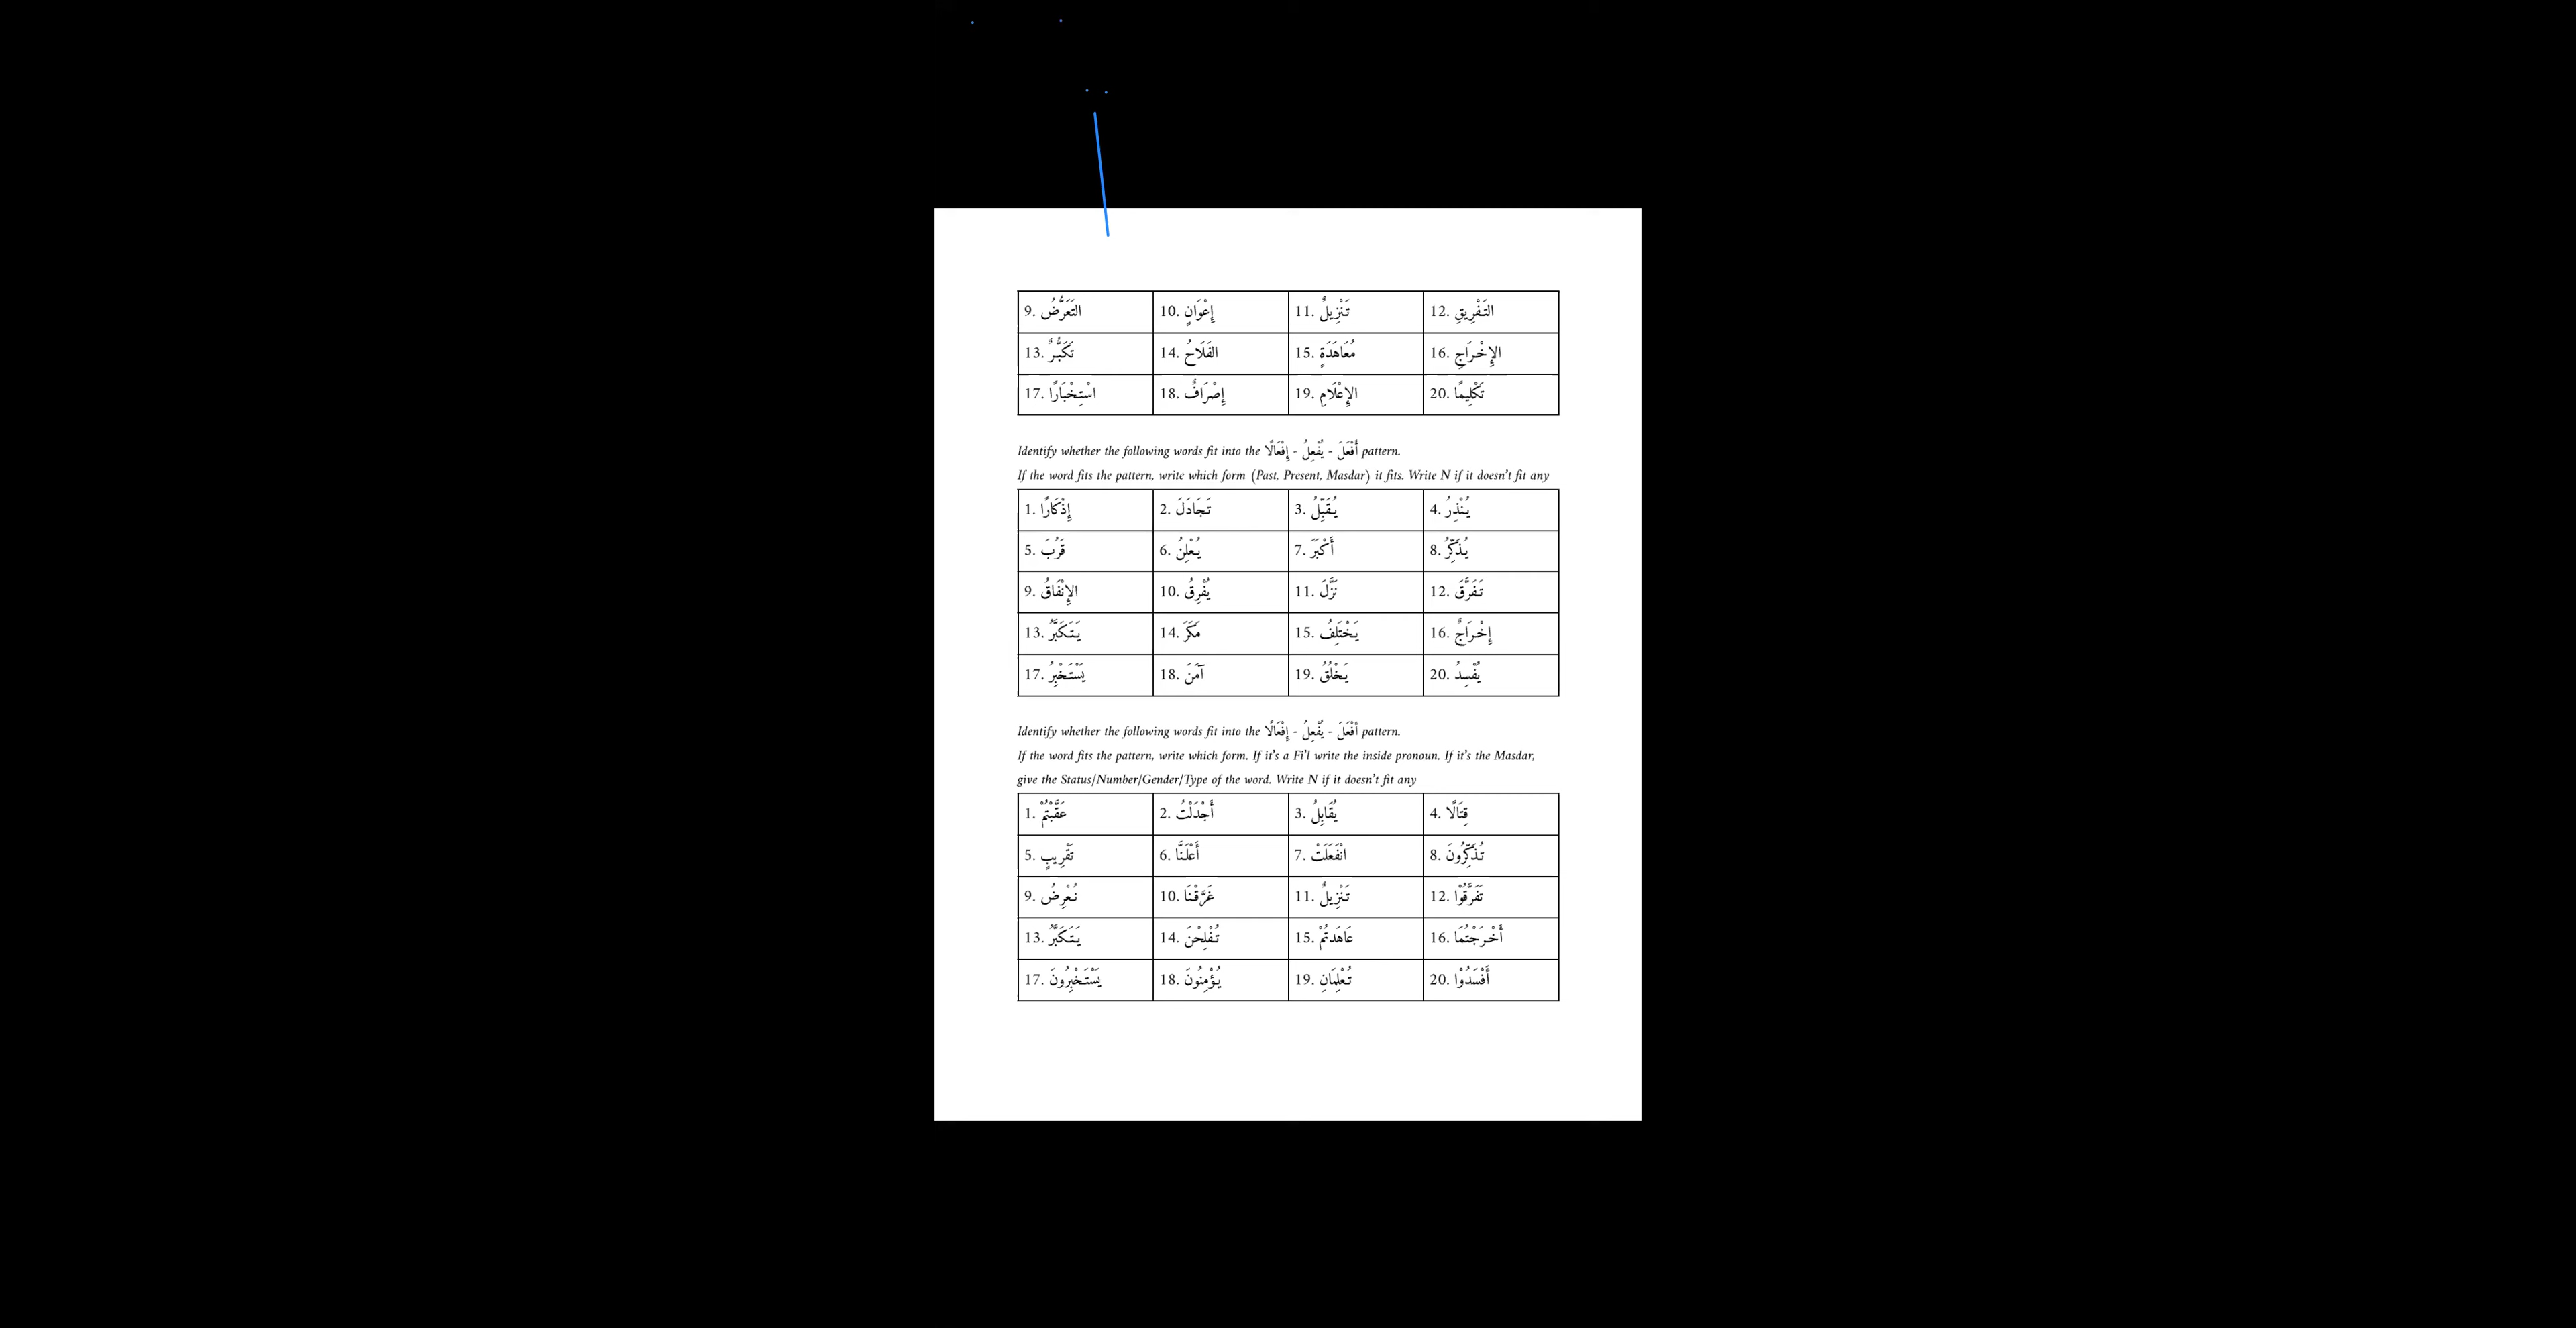 9. التَعَرُّضُ 10. إِعْوَانٍ 11. تَنْزِيلٌ 12. التَفْرِيقِ
13. تَكَبُّرٌ 14. الفَلَاحُ 15. مُعَاهَدَةٍ 16. الإِخْرَاجِ
17. اسْتِخْبَارًا 18. إِصْرَافٌ 19. الإِعْلَامِ 20. تَكْلِيمًا
Identify whether the following words fit into the أَفْعَلَ - يُفْعِلُ - إِفْعَالًا pattern.
If the word fits the pattern, write which form (Past, Present, Masdar) it fits. Write N if it doesn't fit any
1. إِذْكَارًا 2. تَجَادَلَ 3. يُقَبِّلُ 4. يُنْذِرُ
5. قَرُبَ 6. يُعْلِنُ 7. أَكْبَرَ 8. يُذَكِّرُ
9. الإِنْفَاقُ 10. يُفْرِقُ 11. نَزَّلَ 12. تَفَرَّقَ
13. يَتَكَبَّرُ 14. مَكَرَ 15. يَخْتَلِفُ 16. إِخْرَاجٌ
17. يَسْتَخْبِرُ 18. آمَنَ 19. يَخْلُقُ 20. يُفْسِدُ
Identify whether the following words fit into the أَفْعَلَ - يُفْعِلُ - إِفْعَالًا pattern.
If the word fits the pattern, write which form. If it's a Fi'l write the inside pronoun. If it's the Masdar,
give the Status/Number/Gender/Type of the word. Write N if it doesn't fit any
1. عَقَّبْتُمْ 2. أَجْدَلْتُ 3. يُقَابِلُ 4. قِتَالًا
5. تَقْرِيبٍ 6. أَعْلَنَّا 7. انْفَعَلَتْ 8. تُذَكِّرُونَ
9. نُعْرِضُ 10. غَرَّقْنَا 11. تَنْزِيلٌ 12. تَفَرَّقُوْا
13. يَتَكَبَّرُ 14. تُفْلِحْنَ 15. عَاهَدتُمْ 16. أَخْرَجْتُمَا
17. يَسْتَخْبِرُونَ 18. يُؤْمِنُونَ 19. تُعْلِمَانِ 20. أَفْسَدُوْا